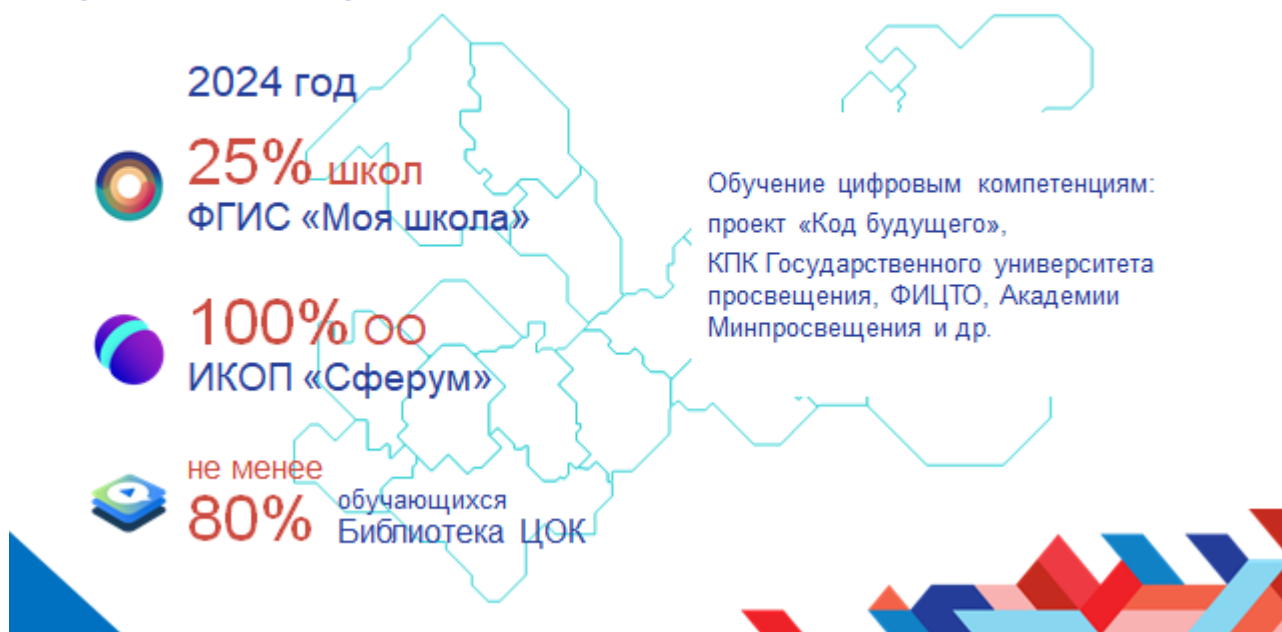 2024 год
25% школ
ФГИС «Моя школа»
100% ОО
ИКОП «Сферум»
не менее
80% обучающихся
Библиотека ЦОК
Обучение цифровым компетенциям:
проект «Код будущего»,
КПК Государственного университета
просвещения, ФИЦТО, Академии
Минпросвещения и др.